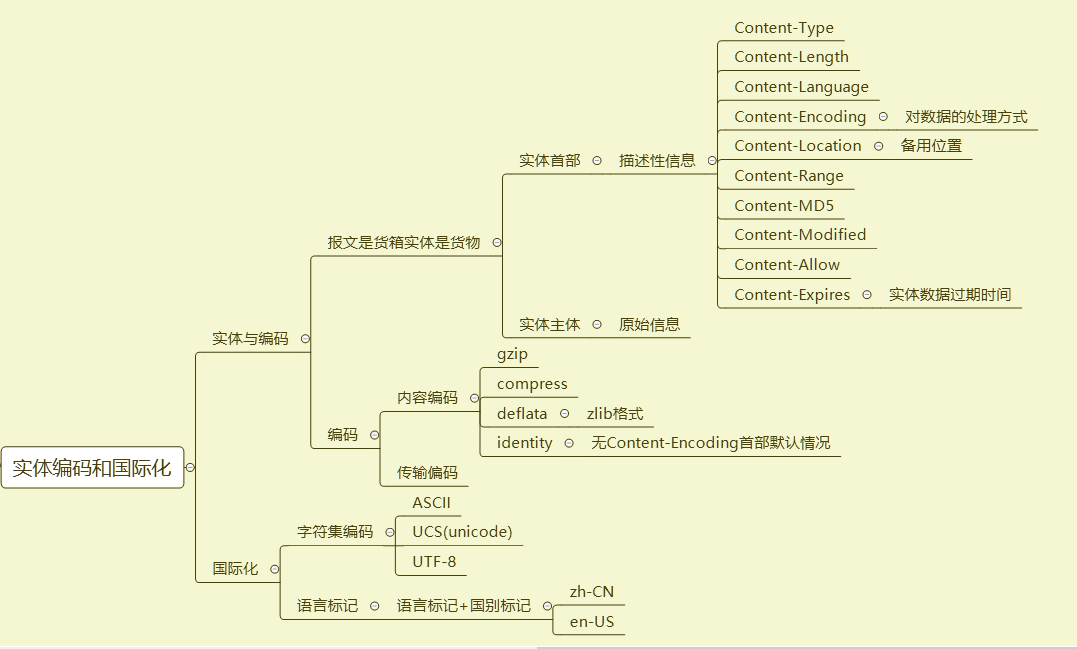 实体编码和国际化
实体与编码
报文是货箱实体是货物
实体首部
描述性信息
Content-Type
Content-Length
Content-Language
Content-Encoding 对数据的处理方式
Content-Location 备用位置
Content-Range
Content-MD5
Content-Modified
Content-Allow
Content-Expires 实体数据过期时间
实体主体 原始信息
编码
内容编码
gzip
compress
deflata zlib格式
identity 无Content-Encoding首部默认情况
传输偏码
国际化
字符集编码
ASCII
UCS(unicode)
UTF-8
语言标记 语言标记+国别标记
zh-CN
en-US